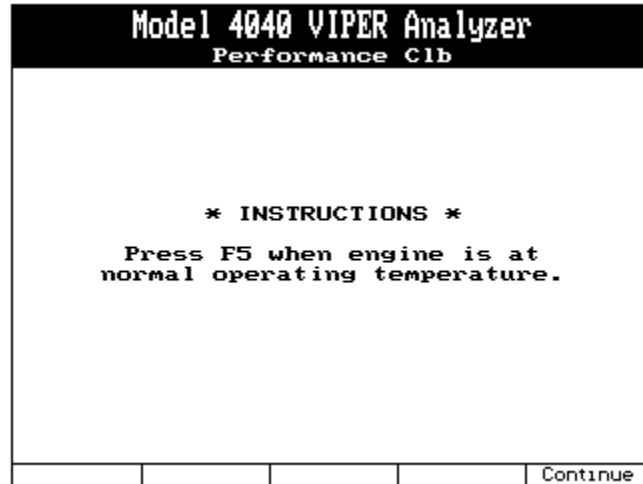 Model 4040 VIPER Analyzer
Performance Clb
* INSTRUCTIONS *
Press F5 when engine is at
normal operating temperature.
Continue